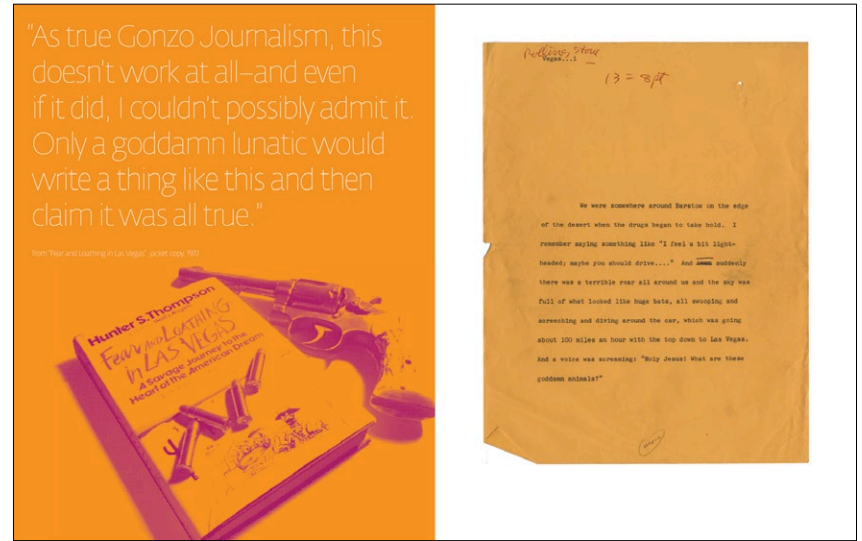 “As true Gonzo Journalism, this
doesn’t work at all–and even
if it did, I couldn’t possibly admit it.
Only a goddamn lunatic would
write a thing like this and then
claim it was all true.”
from “Fear and Loathing in Las Vegas” jacket copy, 1972
Hunter S. Thompson
FEAR AND LOATHING
IN LAS VEGAS
A Savage Journey to the
Heart of the American Dream
Rolling Stone
Vegas...1
13 = 8pt
We were somewhere around Barstow on the edge
of the desert when the drugs began to take hold. I
remember saying something like "I feel a bit light-
headed; maybe you should drive...." And suddenly
there was a terrible roar all around us and the sky was
full of what looked like huge bats, all swooping and
screeching and diving around the car, which was going
about 100 miles an hour with the top down to Las Vegas.
And a voice was screaming: "Holy Jesus! What are these
goddamn animals?"